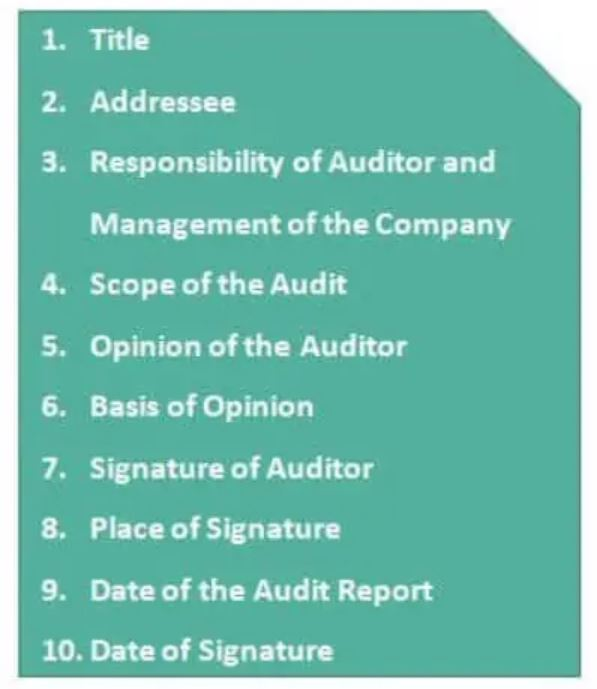 1. Title
2. Addressee
3. Responsibility of Auditor and
Management of the Company
4. Scope of the Audit
5. Opinion of the Auditor
6. Basis of Opinion
7. Signature of Auditor
8. Place of Signature
9. Date of the Audit Report
10. Date of Signature